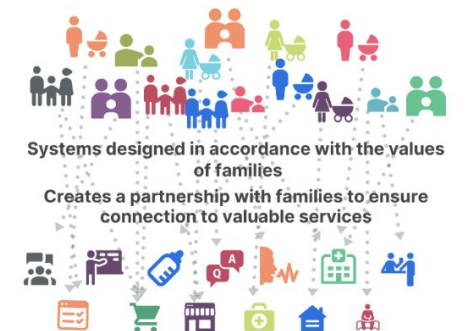 Systems designed in accordance with the values
of families
Creates a partnership with families to ensure
connection to valuable services
Q
A